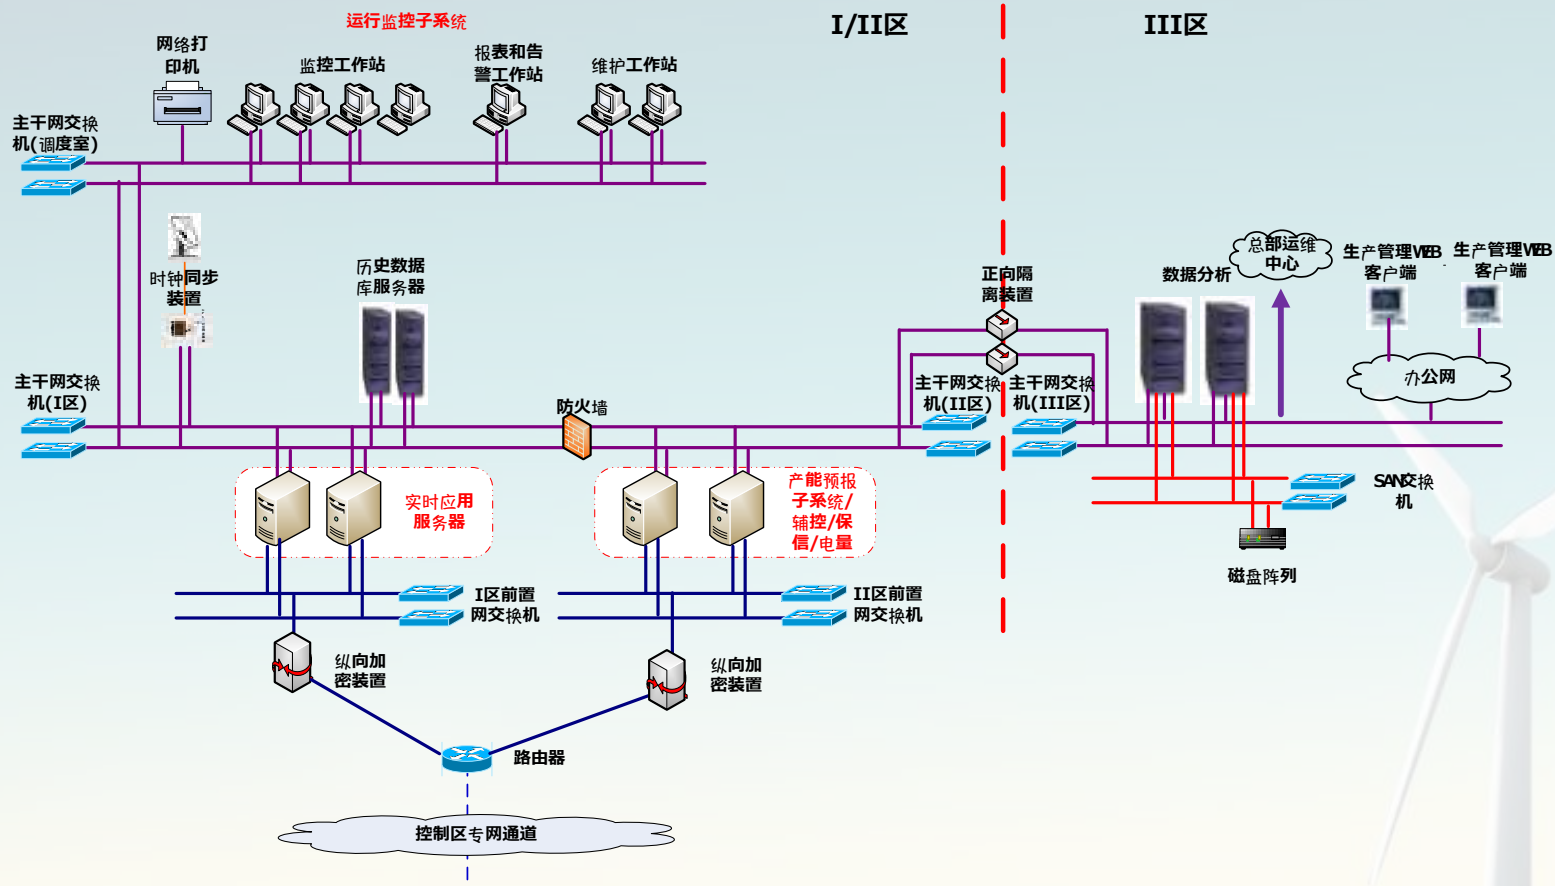 运行监控子系统
I/II区
III区
网络打
印机
监控工作站
报表和告
警工作站
维护工作站
主干网交换
机(调度室)
时钟同步
装置
历史数据
库服务器
正向隔
离装置
数据分析
总部运维
中心
生产管理WEB
客户端
生产管理WEB
客户端
主干网交换
机(I区)
防火墙
主干网交换
机(II区)
主干网交换
机(III区)
办公网
实时应用
服务器
产能预报
子系统/
辅控/保
信/电量
SAN交换
机
磁盘阵列
I区前置
网交换机
II区前置
网交换机
纵向加
密装置
纵向加
密装置
路由器
控制区专网通道